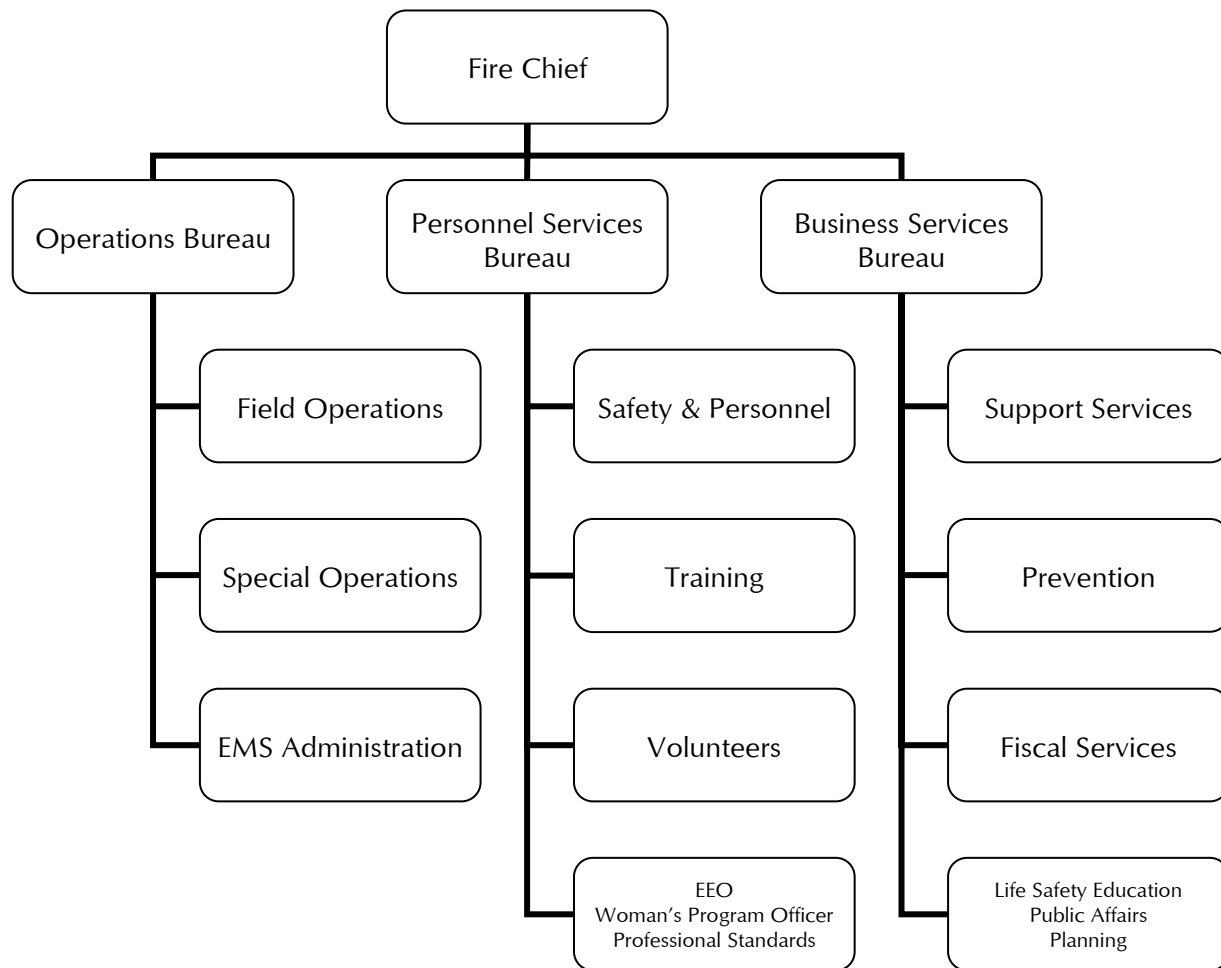 Fire Chief
Operations Bureau
Personnel Services
Bureau
Business Services
Bureau
Field Operations
Safety & Personnel
Support Services
Special Operations
Training
Prevention
EMS Administration
Volunteers
Fiscal Services
EEO
Woman’s Program Officer
Professional Standards
Life Safety Education
Public Affairs
Planning